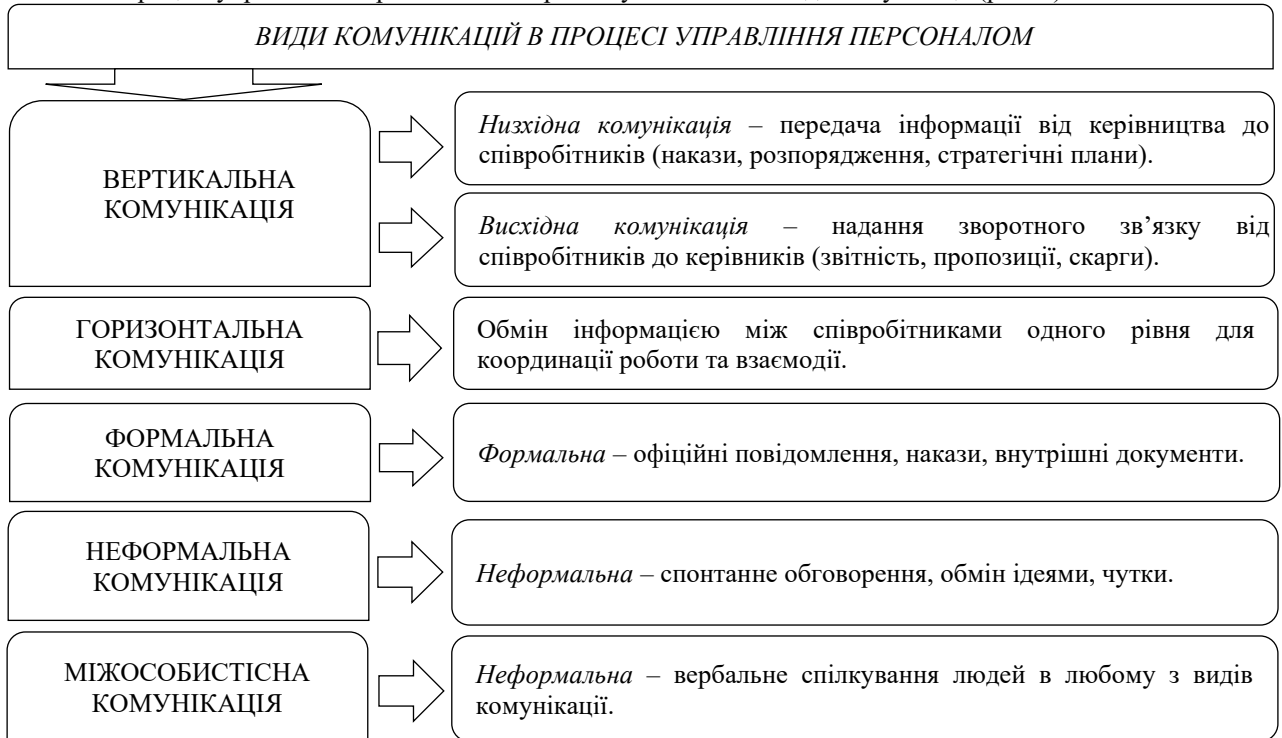 ВИДИ КОМУНІКАЦІЙ В ПРОЦЕСІ УПРАВЛІННЯ ПЕРСОНАЛОМ
ВЕРТИКАЛЬНА
КОМУНІКАЦІЯ
Низхідна комунікація – передача інформації від керівництва до
співробітників (накази, розпорядження, стратегічні плани).
Висхідна комунікація – надання зворотного зв’язку від
співробітників до керівників (звітність, пропозиції, скарги).
ГОРИЗОНТАЛЬНА
КОМУНІКАЦІЯ
Обмін інформацією між співробітниками одного рівня для
координації роботи та взаємодії.
ФОРМАЛЬНА
КОМУНІКАЦІЯ
Формальна – офіційні повідомлення, накази, внутрішні документи.
НЕФОРМАЛЬНА
КОМУНІКАЦІЯ
Неформальна – спонтанне обговорення, обмін ідеями, чутки.
МІЖОСОБИСТІСНА
КОМУНІКАЦІЯ
Неформальна – вербальне спілкування людей в любому з видів
комунікації.